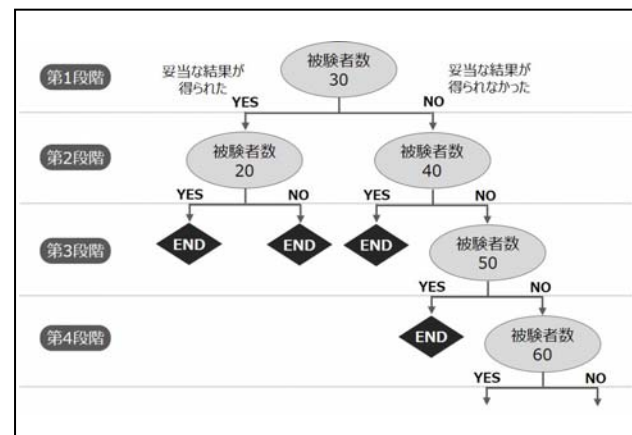 第1段階
妥当な結果が
得られた
被験者数
30
妥当な結果が
得られなかった
YES
NO
第2段階
被験者数
20
被験者数
40
YES
NO
YES
NO
第3段階
END
END
END
被験者数
50
YES
NO
第4段階
END
被験者数
60
YES
NO